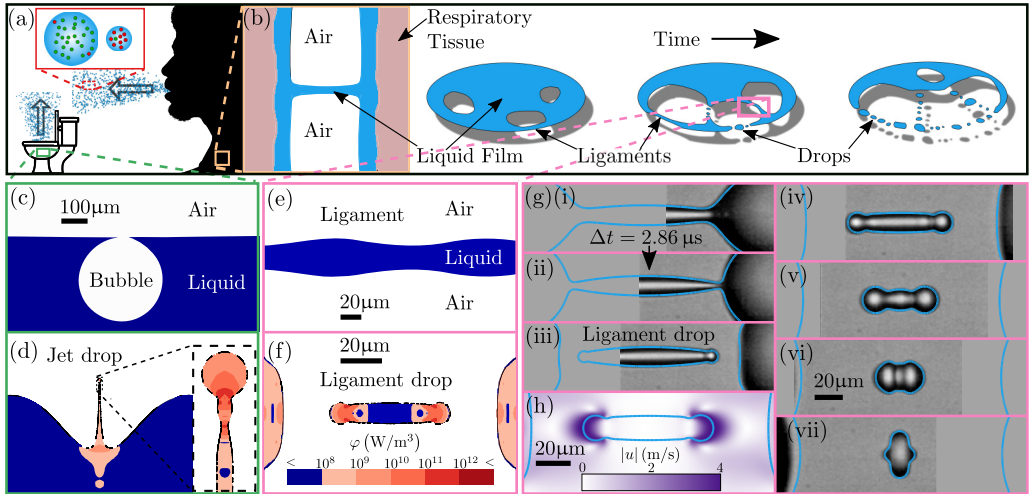 (a)
(b)
Air
Air
Respiratory
Tissue
Time
Liquid Film
Ligaments
Drops
(c)
100μm
Air
Bubble
Liquid
(d)
Jet drop
(e)
Ligament
Air
Liquid
20μm
Air
(f)
20μm
Ligament drop
φ (W/m³)
< 10⁸ 10⁹ 10¹⁰ 10¹¹ 10¹² <
(g)(i)
Δt = 2.86 μs
(ii)
(iii)
Ligament drop
(h)
20μm
|u| (m/s)
0 2 4
(iv)
(v)
(vi)
20μm
(vii)